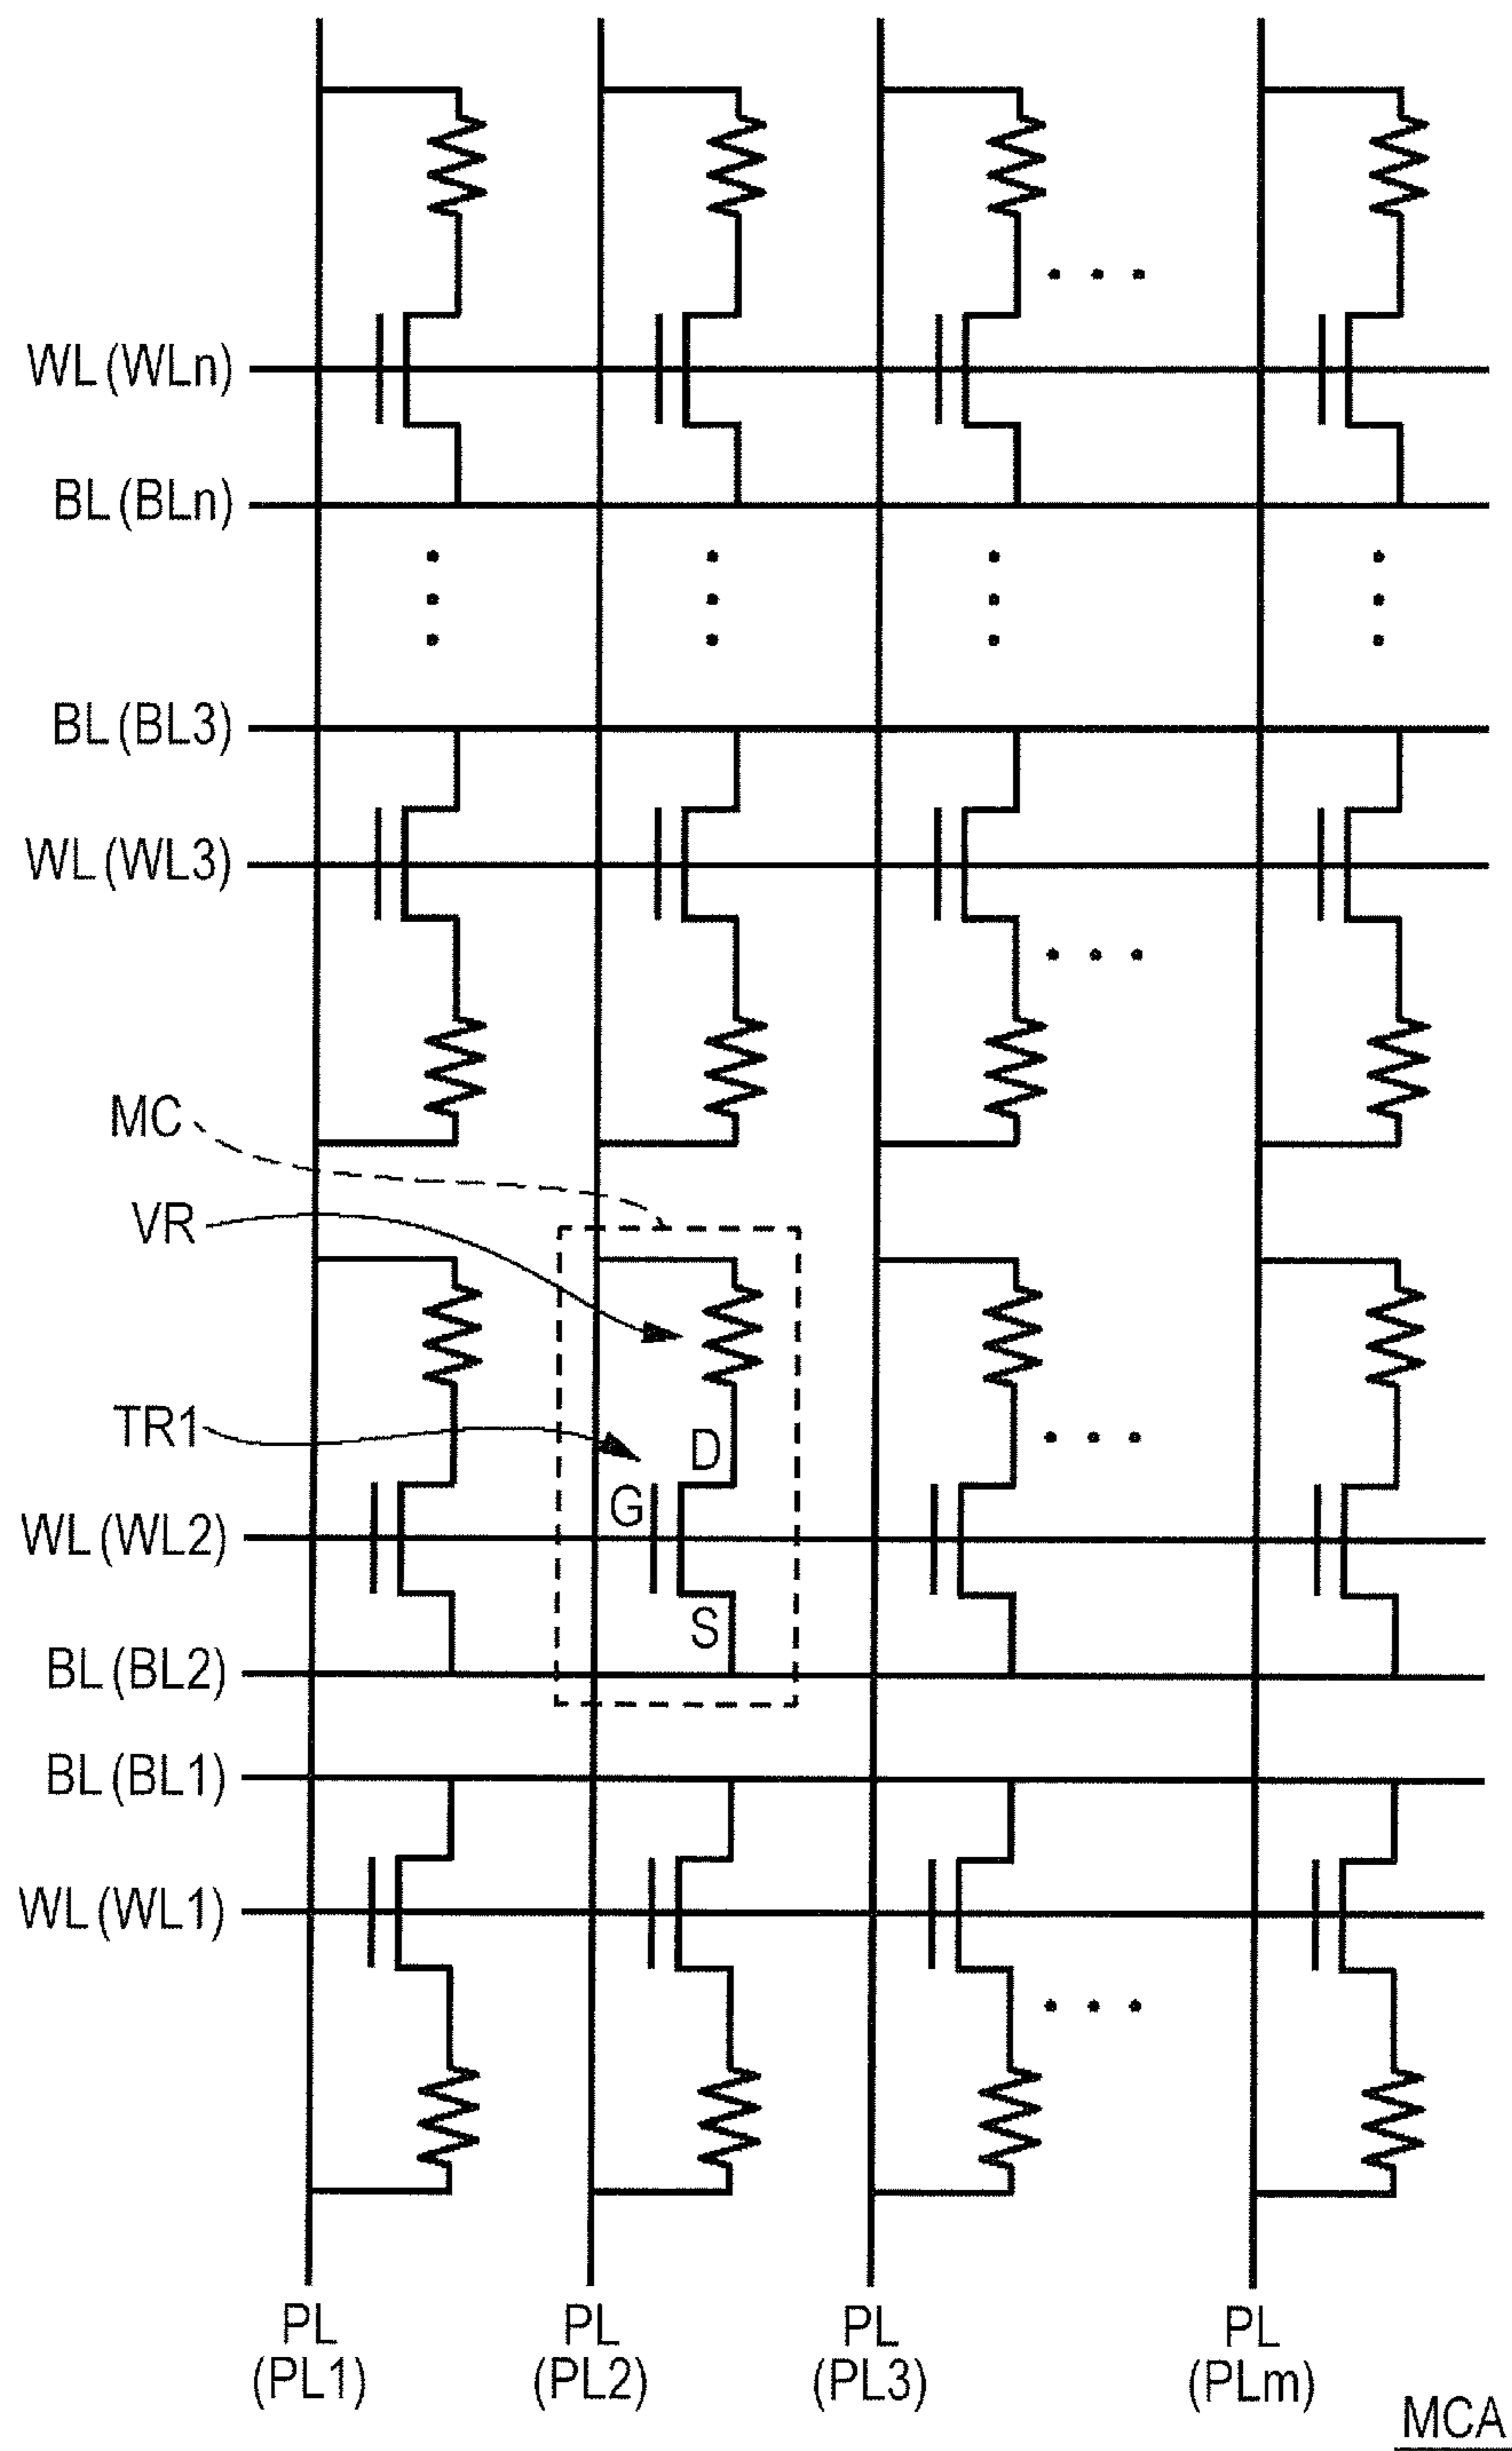 WL (WLn)
BL (BLn)
BL (BL3)
WL (WL3)
MC
VR
TR1
D
G
WL (WL2)
S
BL (BL2)
BL (BL1)
WL (WL1)
PL
(PL1)
PL
(PL2)
PL
(PL3)
PL
(PLm)
MCA